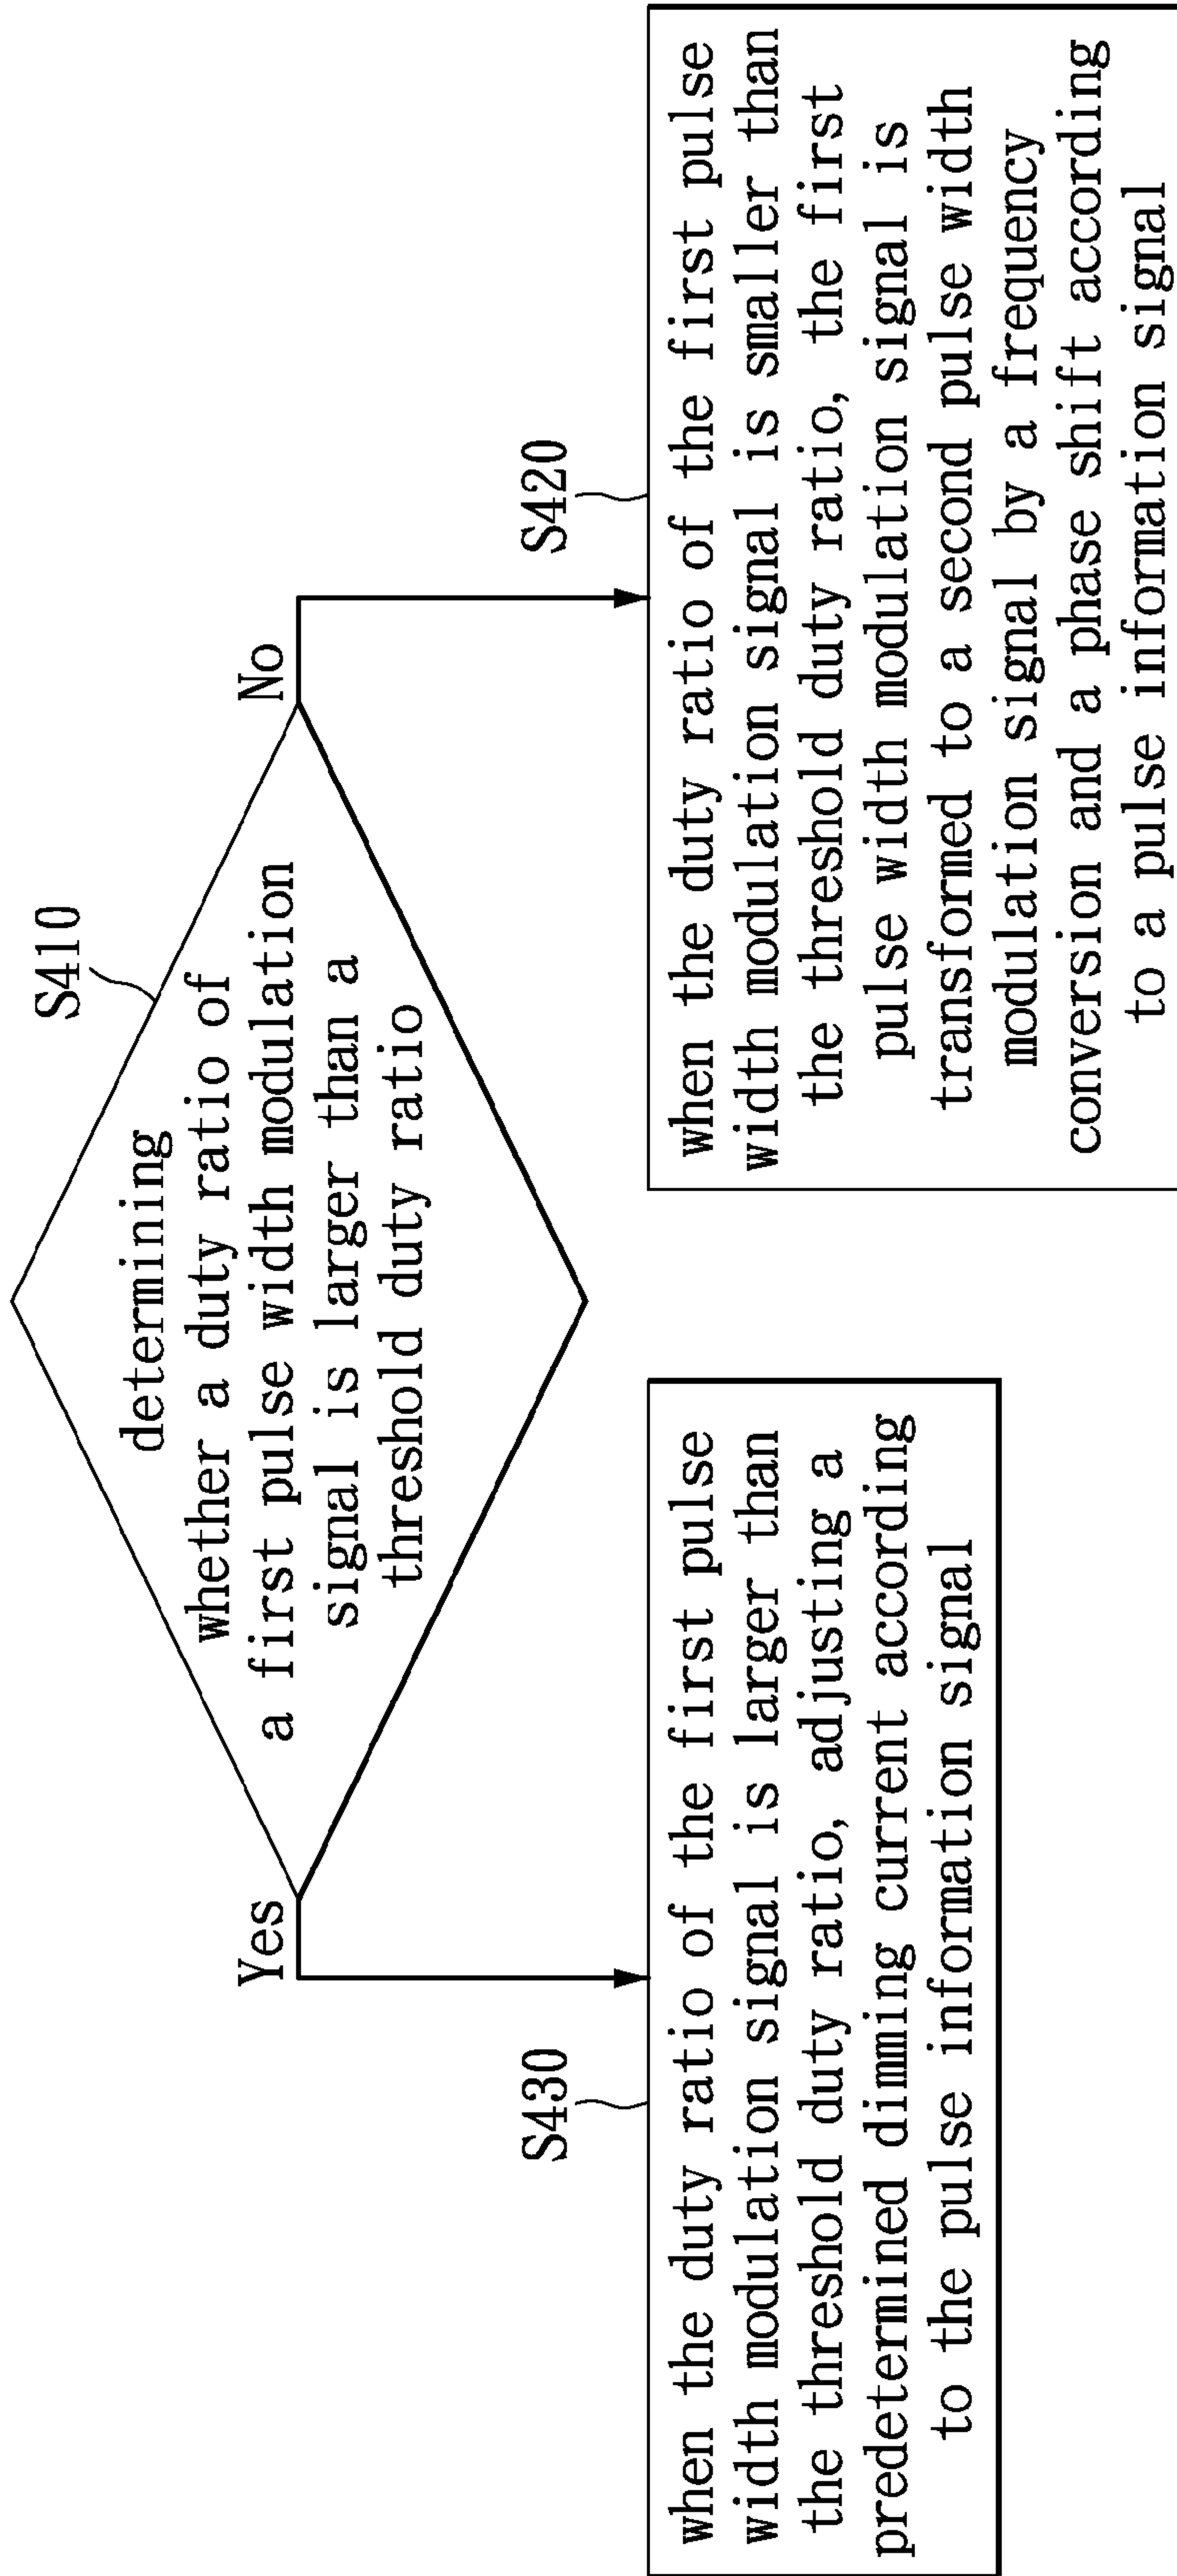 S410
determining
whether a duty ratio of
a first pulse width modulation
signal is larger than a
threshold duty ratio
Yes
No
S430
when the duty ratio of the first pulse
width modulation signal is larger than
the threshold duty ratio, adjusting a
predetermined dimming current according
to the pulse information signal
S420
when the duty ratio of the first pulse
width modulation signal is smaller than
the threshold duty ratio, the first
pulse width modulation signal is
transformed to a second pulse width
modulation signal by a frequency
conversion and a phase shift according
to a pulse information signal